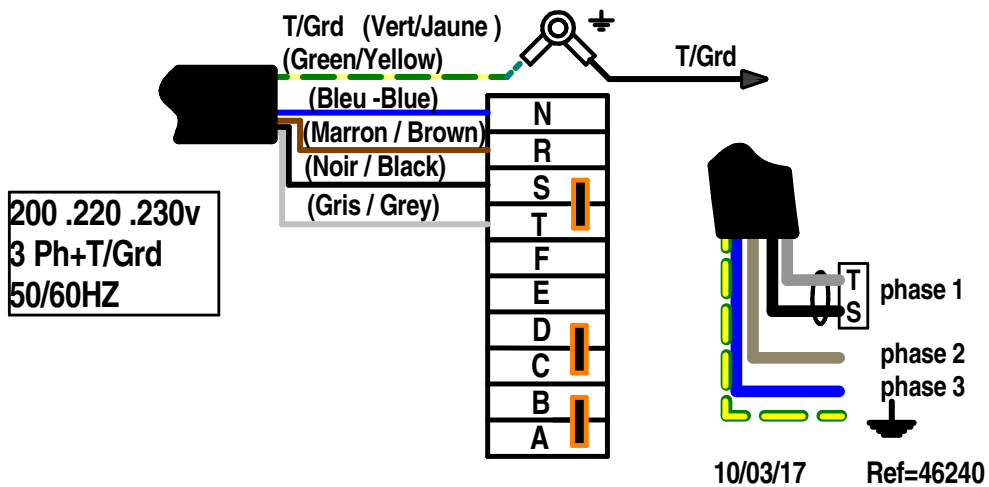 T/Grd (Vert/Jaune )
(Green/Yellow)
T/Grd
(Bleu -Blue)
(Marron / Brown)
(Noir / Black)
(Gris / Grey)
N
R
S
T
F
E
D
C
B
A
200 .220 .230v
3 Ph+T/Grd
50/60HZ
T
S
phase 1
phase 2
phase 3
10/03/17
Ref=46240